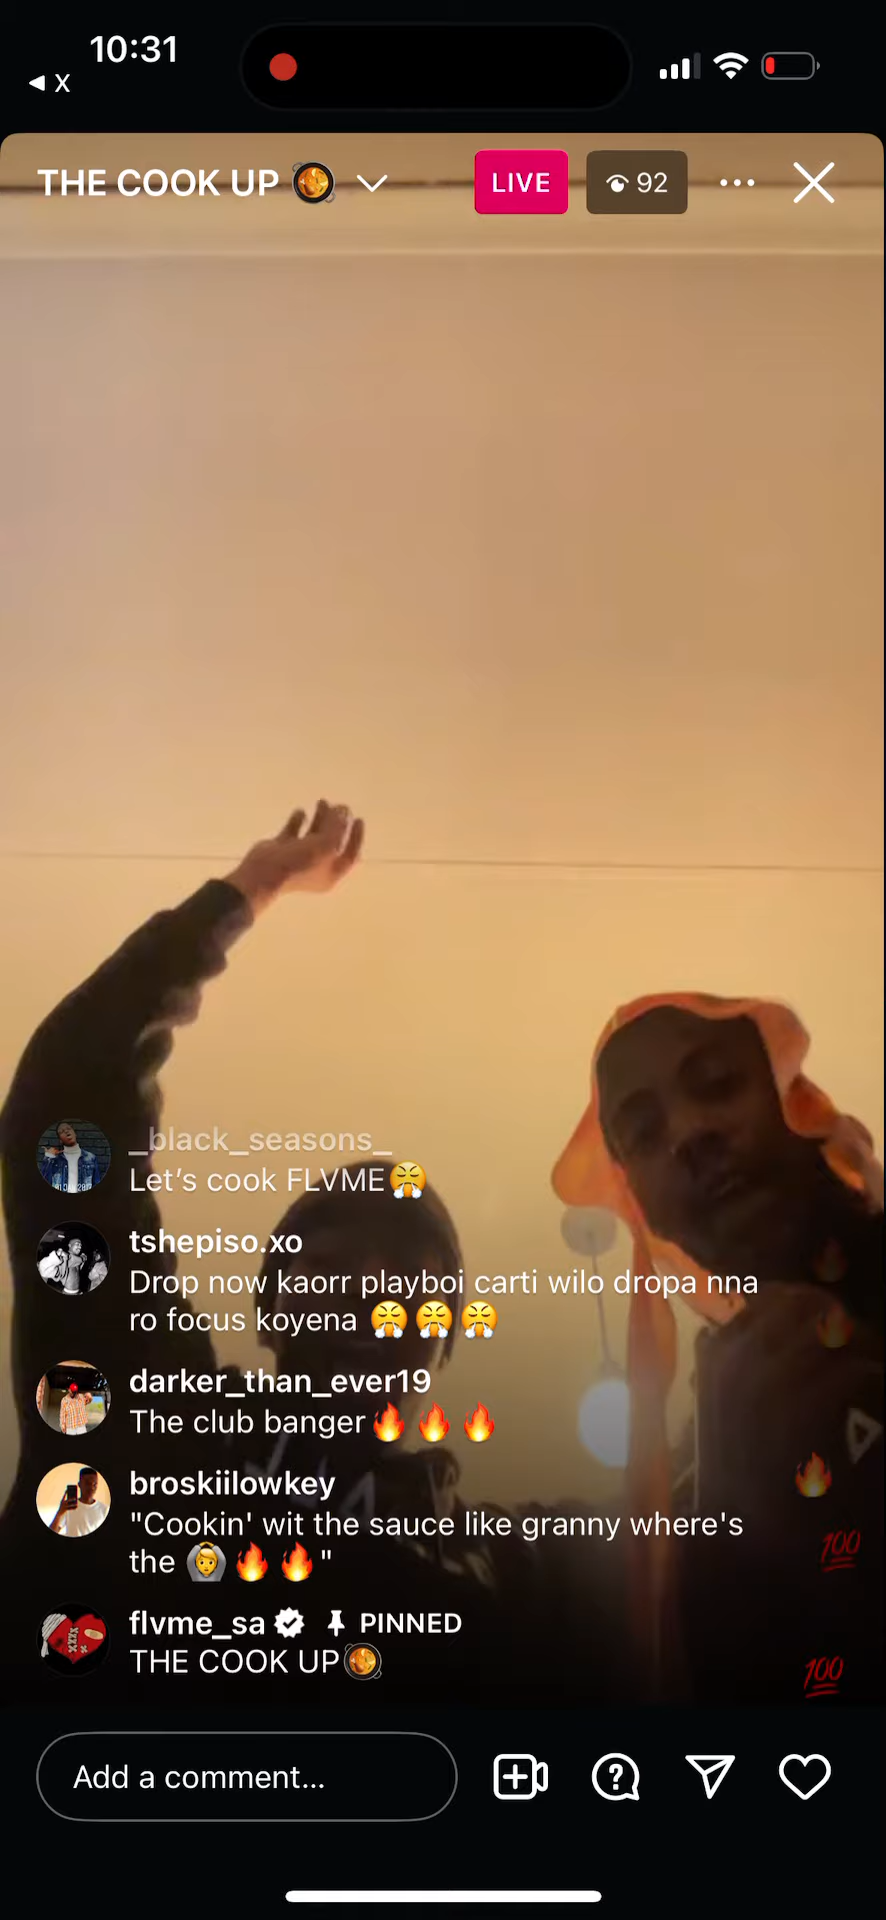 10:31
◀ X
THE COOK UP 🥘
LIVE
92
_black_seasons_
Let’s cook FLVME😤
tshepiso.xo
Drop now kaorr playboi carti wilo dropa nna
ro focus koyena 😤😤😤
darker_than_ever19
The club banger🔥🔥🔥
broskiilowkey
"Cookin' wit the sauce like granny where's
the 🙆🔥🔥"
flvme_sa PINNED
THE COOK UP🥘
Add a comment...